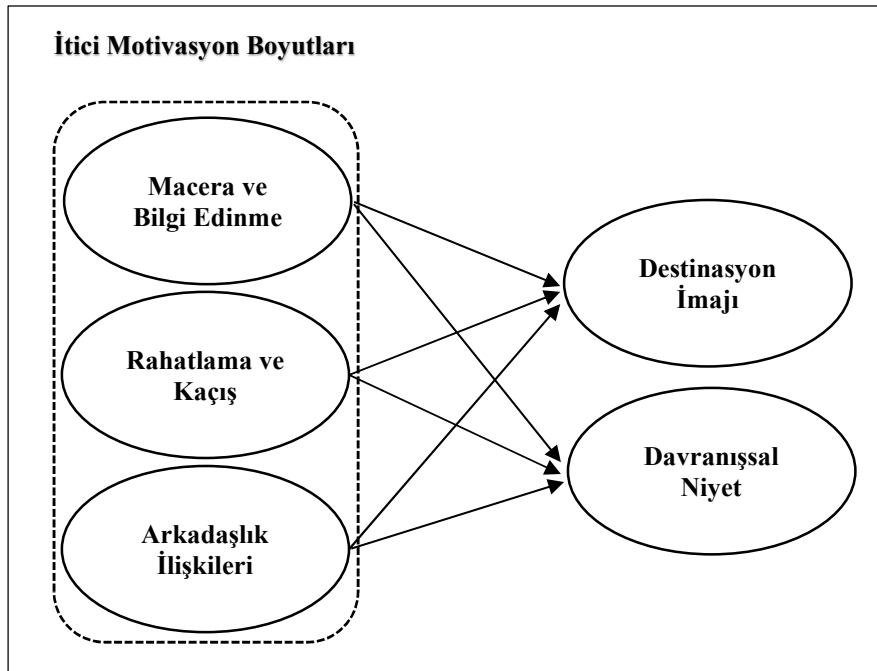 İtici Motivasyon Boyutları
Macera ve
Bilgi Edinme
Rahatlama ve
Kaçış
Arkadaşlık
İlişkileri
Destinasyon
İmajı
Davranışsal
Niyet